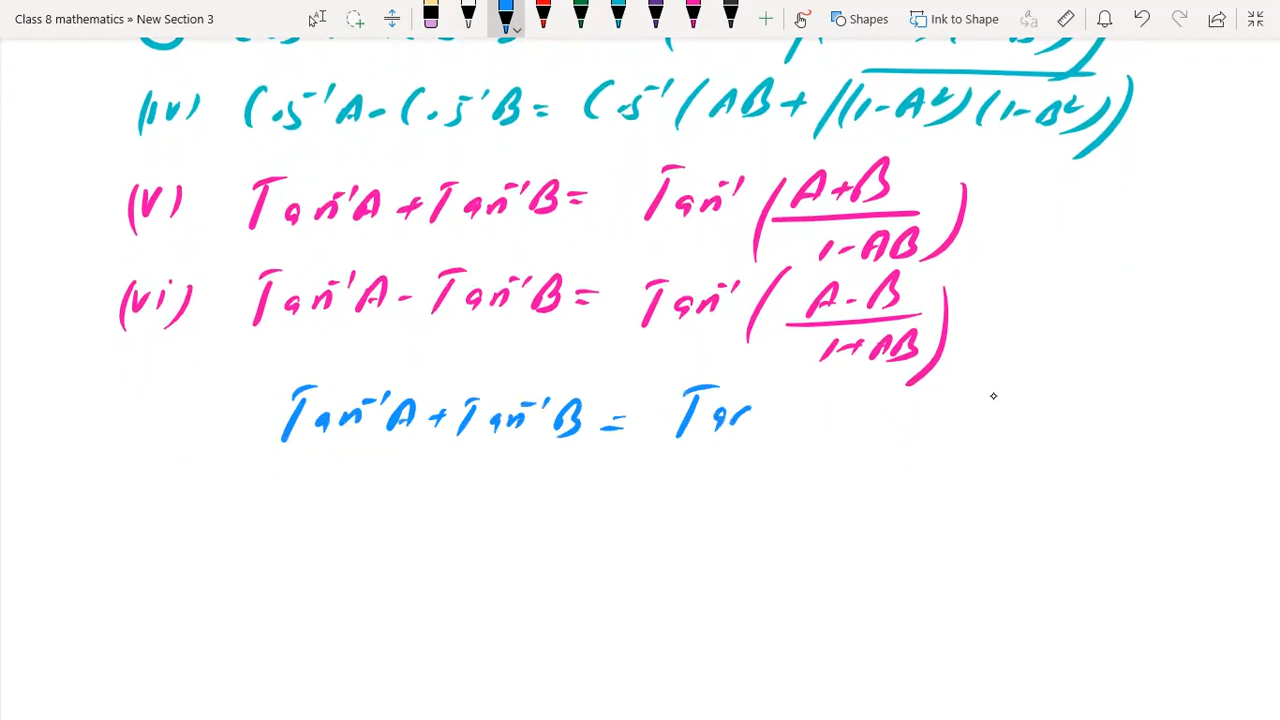 Class 8 mathematics » New Section 3
Shapes Ink to Shape
(iv) Cos⁻¹A - Cos⁻¹B = Cos⁻¹(AB + √(1-A²)(1-B²))
(v) Tan⁻¹A + Tan⁻¹B = Tan⁻¹(A+B / 1-AB)
(vi) Tan⁻¹A - Tan⁻¹B = Tan⁻¹(A-B / 1+AB)
Tan⁻¹A + Tan⁻¹B = Tan